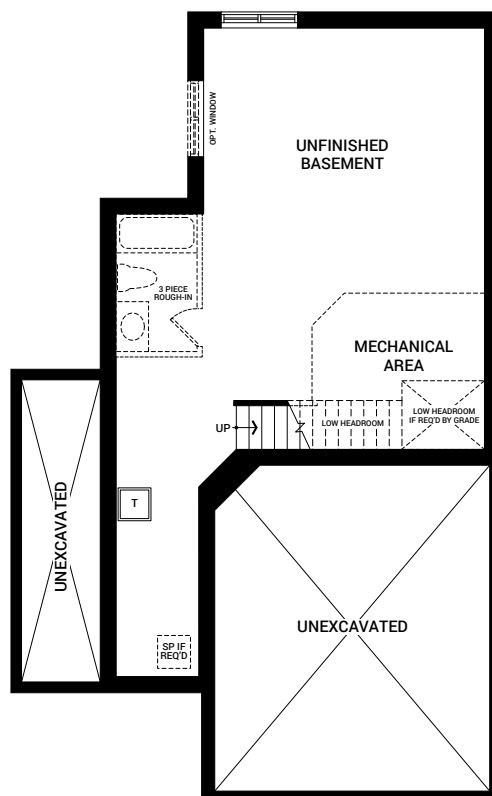 OPT. WINDOW
UNFINISHED
BASEMENT
3 PIECE
ROUGH-IN
MECHANICAL
AREA
LOW HEADROOM
IF REQ'D BY GRADE
UP
LOW HEADROOM
UNEXCAVATED
T
UNEXCAVATED
SP IF
REQ'D